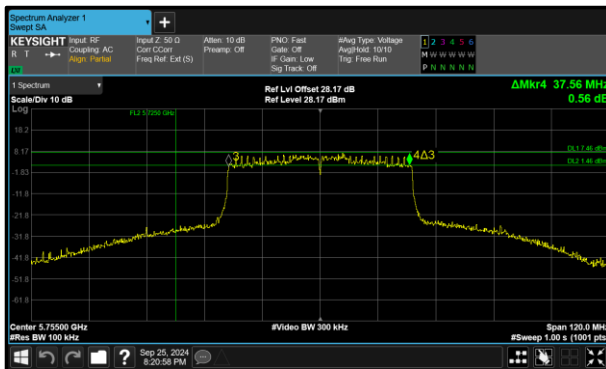 Spectrum Analyzer 1
Swept SA
KEYSIGHT
R T
Input: RF
Coupling: AC
Align: Partial
Input Z: 50 Ω
Corr CCorr
Freq Ref: Ext (S)
Atten: 10 dB
Preamp: Off
PNO: Fast
Gate: Off
IF Gain: Low
Sig Track: Off
#Avg Type: Voltage
Avg|Hold: 10/10
Trig: Free Run
1 2 3 4 5 6
M W W W W W
P N N N N N
1 Spectrum
Scale/Div 10 dB
Ref Lvl Offset 28.17 dB
Ref Level 28.17 dBm
ΔMkr4 37.56 MHz
0.56 dB
Log
FL2 5.7250 GHz
18.2
8.17
-1.83
-11.8
-21.8
-31.8
-41.8
-51.8
-61.8
3
4Δ3
DL1 7.46 dBm
DL2 1.46 dBm
Center 5.75500 GHz
#Res BW 100 kHz
#Video BW 300 kHz
Span 120.0 MHz
#Sweep 1.00 s (1001 pts)
?
Sep 25, 2024
8:20:58 PM